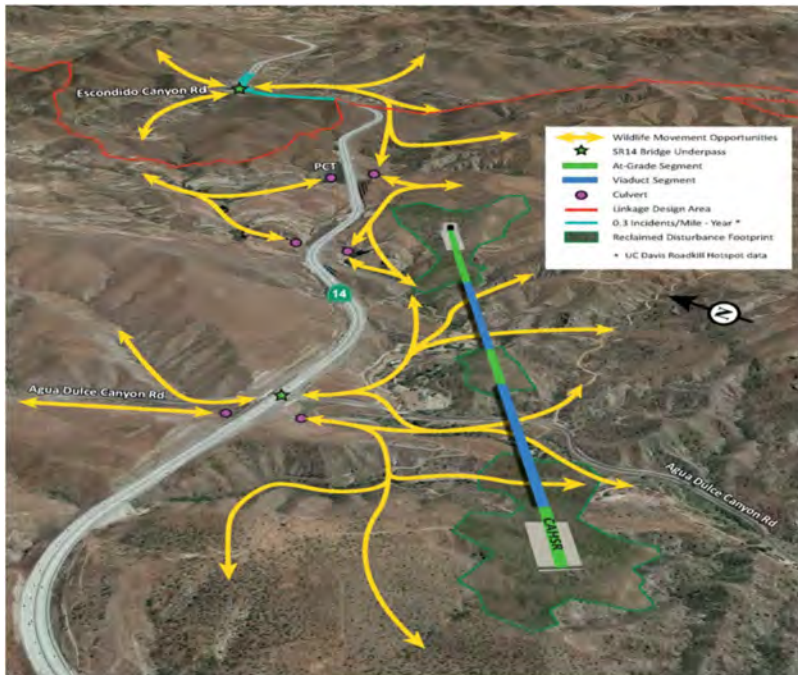 Escondido Canyon Rd
PCT
Wildlife Movement Opportunities
SR14 Bridge Underpass
At-Grade Segment
Viaduct Segment
Culvert
Linkage Design Area
0.3 Incidents/Mile - Year *
Reclaimed Disturbance Footprint
* UC Davis Roadkill Hotspot data
14
N
Agua Dulce Canyon Rd
Agua Dulce Canyon Rd
CAHSR